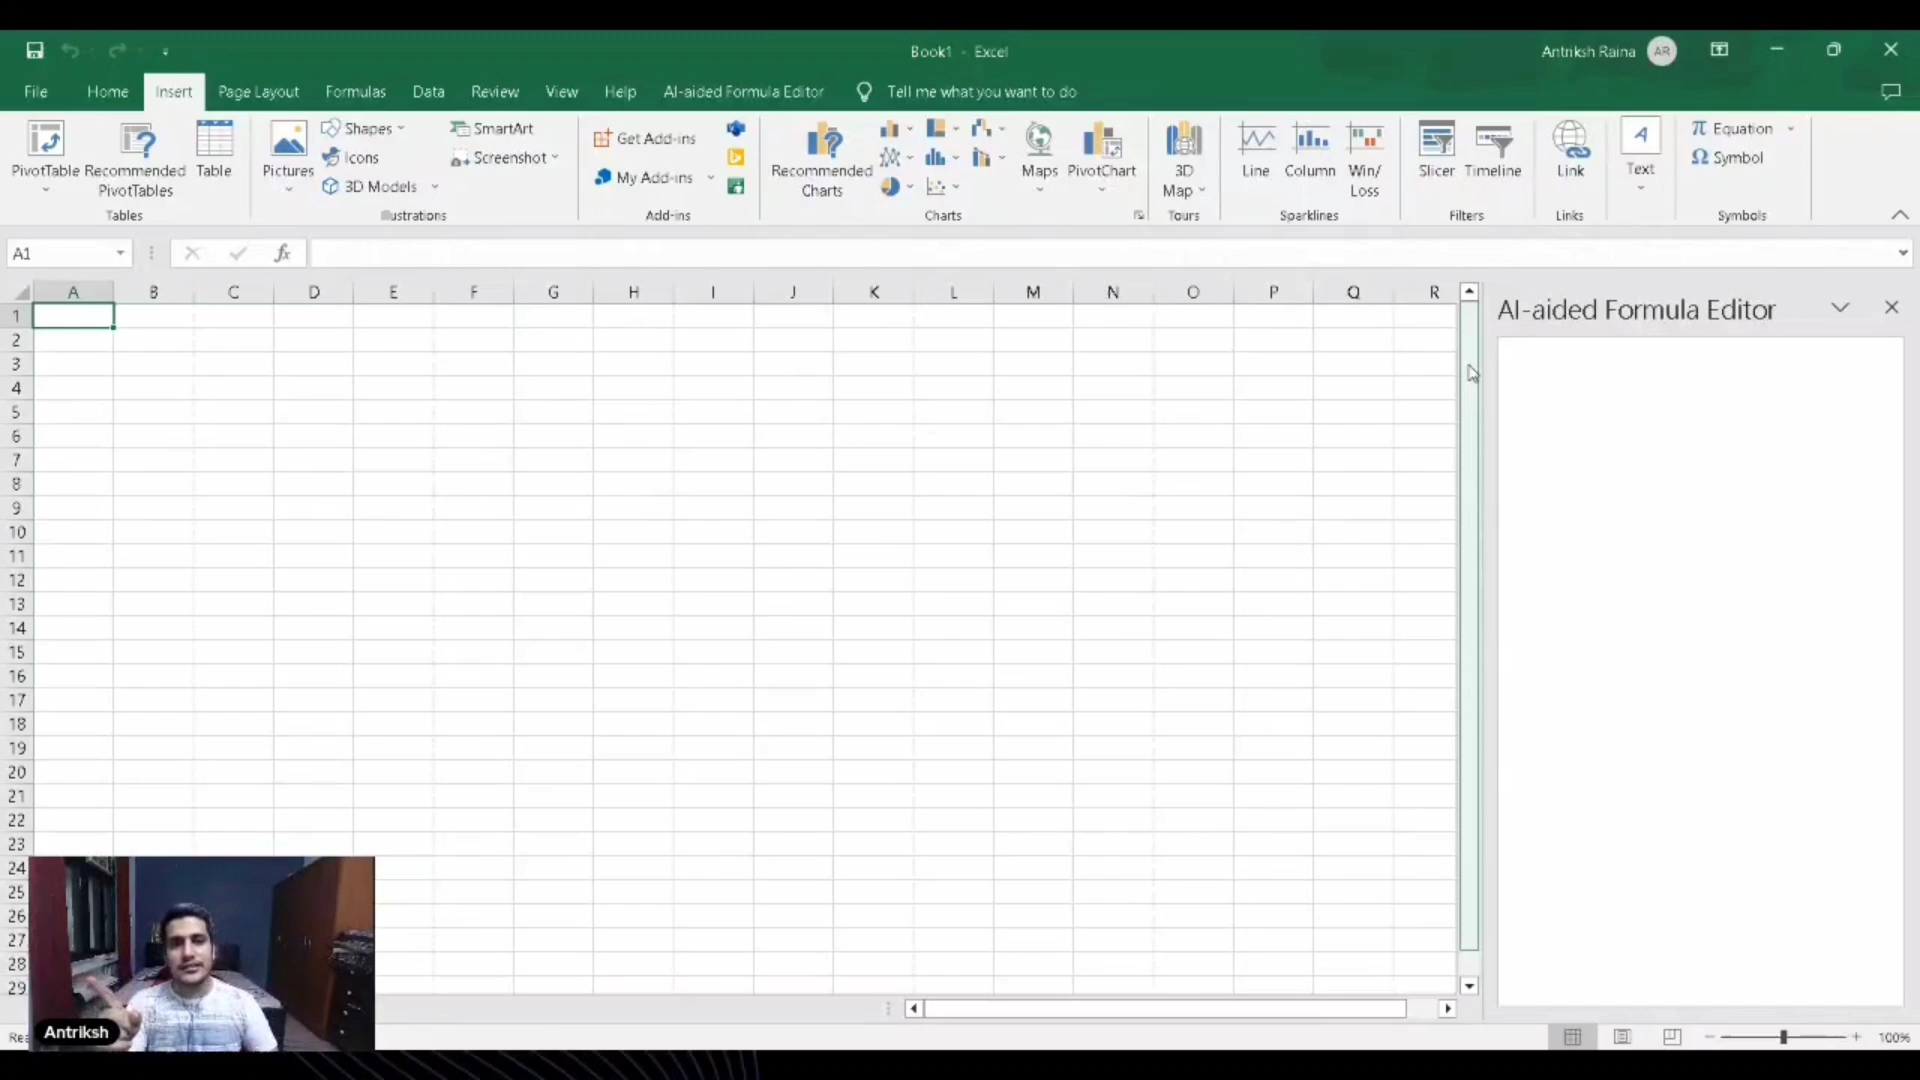 Book1 - Excel
Antriksh Raina AR
File Home Insert Page Layout Formulas Data Review View Help AI-aided Formula Editor Tell me what you want to do
PivotTable
Recommended PivotTables
Table
Tables
Pictures
Shapes
Icons
3D Models
SmartArt
Screenshot
Illustrations
Get Add-ins
My Add-ins
Add-ins
Recommended Charts
Maps
PivotChart
Charts
3D Map
Tours
Line
Column
Win/ Loss
Sparklines
Slicer
Timeline
Filters
Link
Links
A
Text
π Equation
Ω Symbol
Symbols
A1
fx
A B C D E F G H I J K L M N O P Q R
AI-aided Formula Editor
1
2
3
4
5
6
7
8
9
10
11
12
13
14
15
16
17
18
19
20
21
22
23
24
25
26
27
28
29
Antriksh
100%